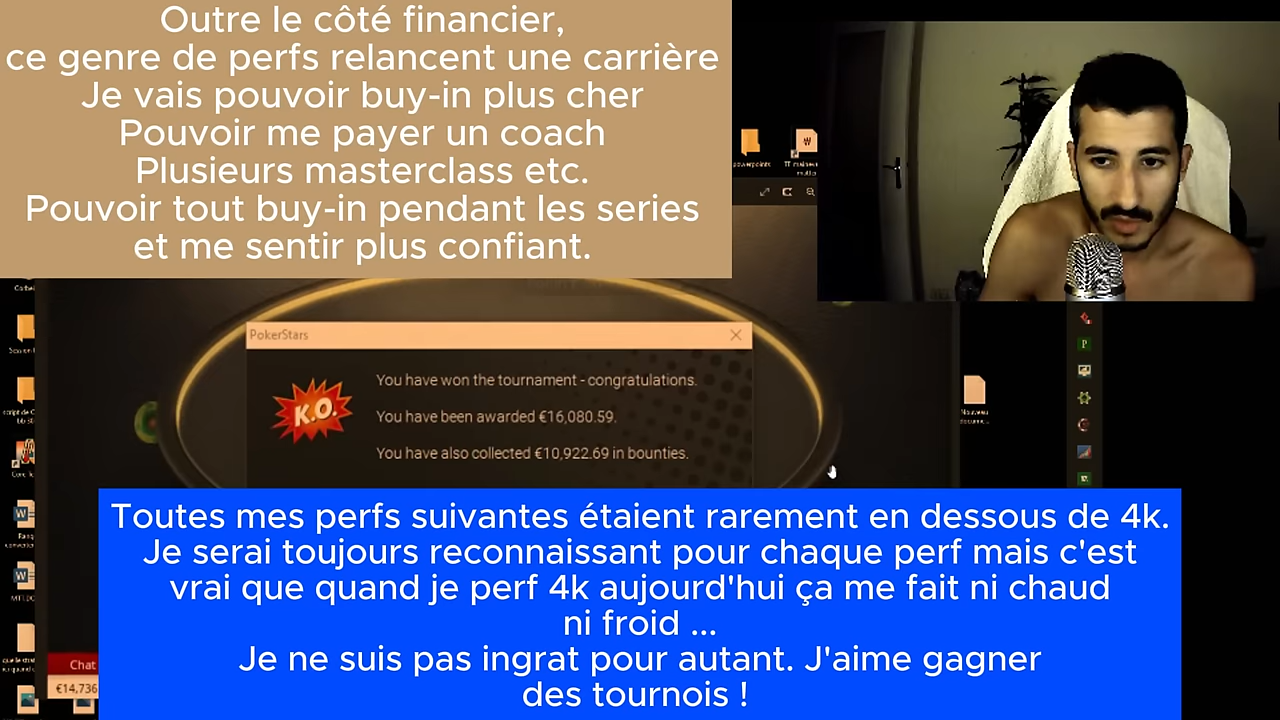 Outre le côté financier,
ce genre de perfs relancent une carrière
Je vais pouvoir buy-in plus cher
Pouvoir me payer un coach
Plusieurs masterclass etc.
Pouvoir tout buy-in pendant les series
et me sentir plus confiant.
powerpoints
PokerStars
K.O.
You have won the tournament - congratulations.
You have been awarded €16,080.59.
You have also collected €10,922.69 in bounties.
Nouveau
docume...
Toutes mes perfs suivantes étaient rarement en dessous de 4k.
Je serai toujours reconnaissant pour chaque perf mais c'est
vrai que quand je perf 4k aujourd'hui ça me fait ni chaud
ni froid ...
Je ne suis pas ingrat pour autant. J'aime gagner
des tournois !
Chat
€14,736